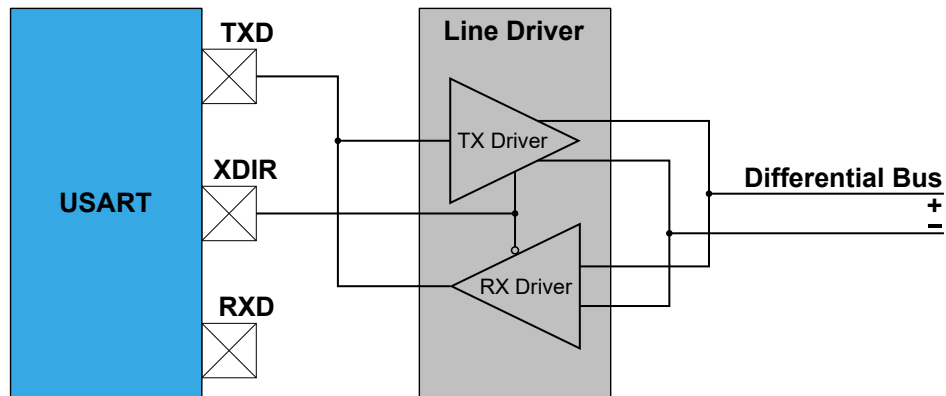 TXD
Line Driver
TX Driver
XDIR
USART
Differential Bus
+
−
RX Driver
RXD